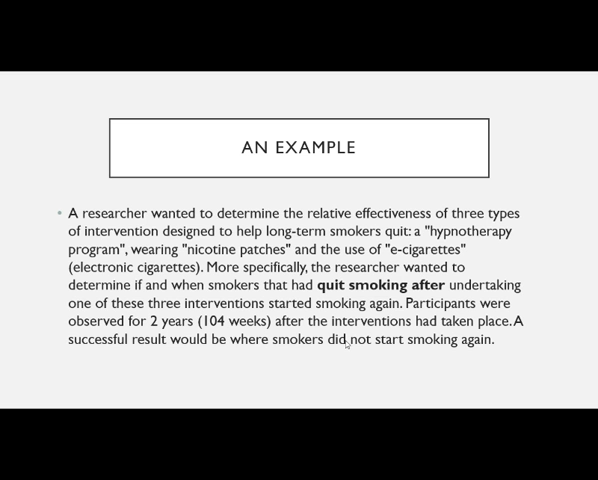 AN EXAMPLE
• A researcher wanted to determine the relative effectiveness of three types
of intervention designed to help long-term smokers quit: a "hypnotherapy
program", wearing "nicotine patches" and the use of "e-cigarettes"
(electronic cigarettes). More specifically, the researcher wanted to
determine if and when smokers that had quit smoking after undertaking
one of these three interventions started smoking again. Participants were
observed for 2 years (104 weeks) after the interventions had taken place. A
successful result would be where smokers did not start smoking again.